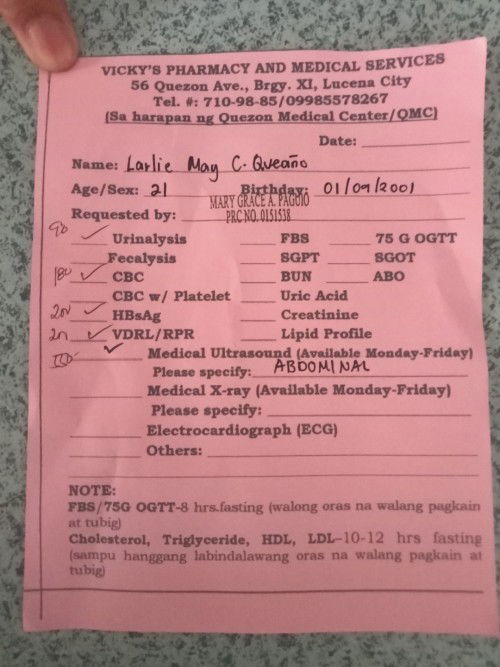 VICKY'S PHARMACY AND MEDICAL SERVICES
56 Quezon Ave., Brgy. XI, Lucena City
Tel. #: 710-98-85/09985578267
(Sa harapan ng Quezon Medical Center/QMC)
Date:
Name: Larlie May C. Queaño
Age/Sex: 21 Birthday: 01/09/2001
MARY GRACE A. PAGUIO
Requested by: PRC NO. 0151538
Urinalysis FBS 75 G OGTT
Fecalysis SGPT SGOT
180 CBC BUN ABO
CBC w/ Platelet Uric Acid
HBsAg Creatinine
VDRL/RPR Lipid Profile
Medical Ultrasound (Available Monday-Friday)
Please specify: ABDOMINAL
Medical X-ray (Available Monday-Friday)
Please specify:
Electrocardiograph (ECG)
Others:
NOTE:
FBS/75G OGTT-8 hrs.fasting (walong oras na walang pagkain
at tubig)
Cholesterol, Triglyceride, HDL, LDL-10-12 hrs fasting
(sampu hanggang labindalawang oras na walang pagkain at
tubig)